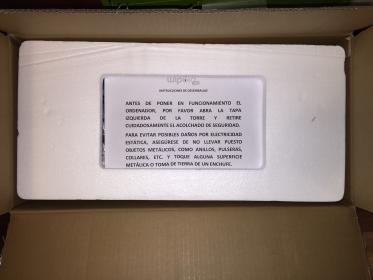 INSTRUCCIONES DE DESEMBALAJE
ANTES DE PONER EN FUNCIONAMIENTO EL
ORDENADOR, POR FAVOR ABRA LA TAPA
IZQUIERDA DE LA TORRE Y RETIRE
CUIDADOSAMENTE EL ACOLCHADO DE SEGURIDAD.
PARA EVITAR POSIBLES DAÑOS POR ELECTRICIDAD
ESTÁTICA, ASEGÚRESE DE NO LLEVAR PUESTO
OBJETOS METÁLICOS, COMO ANILLOS, PULSERAS,
COLLARES, ETC. Y TOQUE ALGUNA SUPERFICIE
METÁLICA O TOMA DE TIERRA DE UN ENCHUFE.